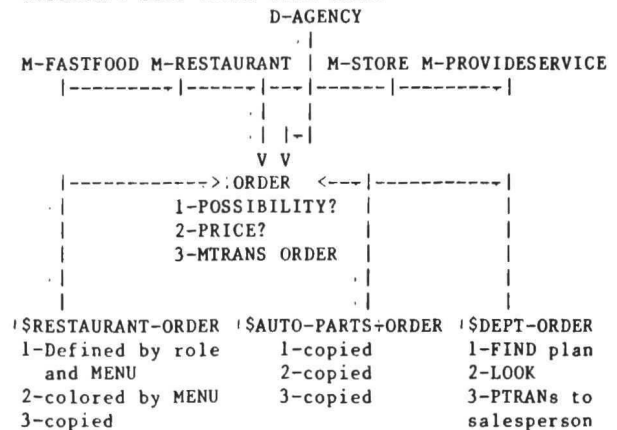 D-AGENCY
M-FASTFOOD M-RESTAURANT | M-STORE M-PROVIDESERVICE
ORDER
1-POSSIBILITY?
2-PRICE?
3-MTRANS ORDER
$RESTAURANT-ORDER $AUTO-PARTS-ORDER $DEPT-ORDER
1-Defined by role 1-copied 1-FIND plan
and MENU 2-copied 2-LOOK
2-colored by MENU 3-copied 3-PTRANs to
3-copied salesperson